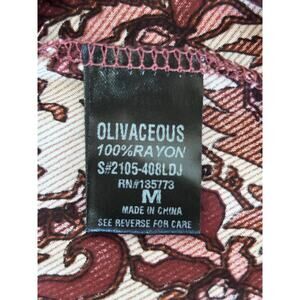 OLIVACEOUS
100% RAYON
S#2105-408LDJ
RN#135773
M
MADE IN CHINA
SEE REVERSE FOR CARE